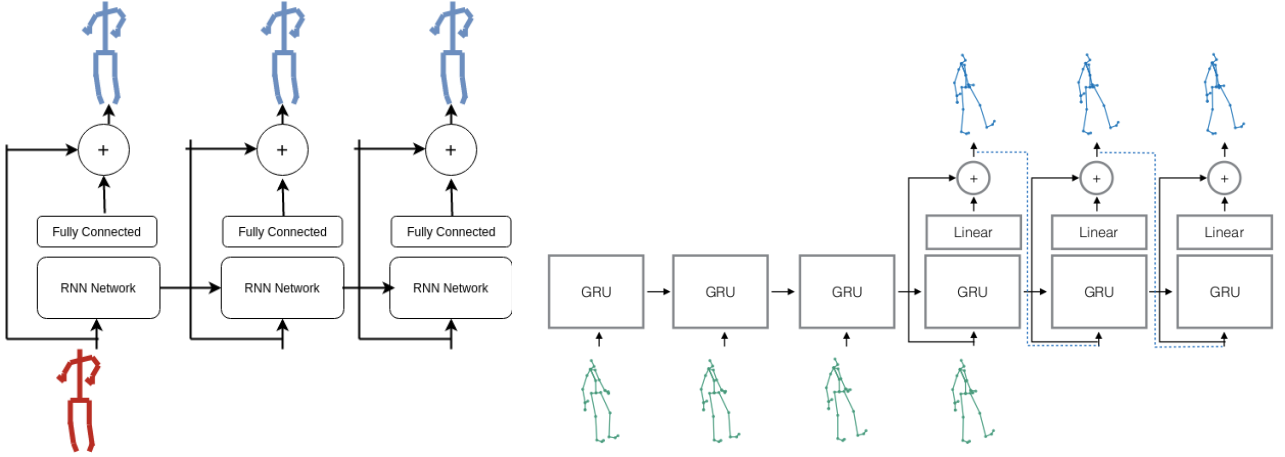 +
+
+
Fully Connected
Fully Connected
Fully Connected
RNN Network
RNN Network
RNN Network
+
+
+
Linear
Linear
Linear
GRU
GRU
GRU
GRU
GRU
GRU